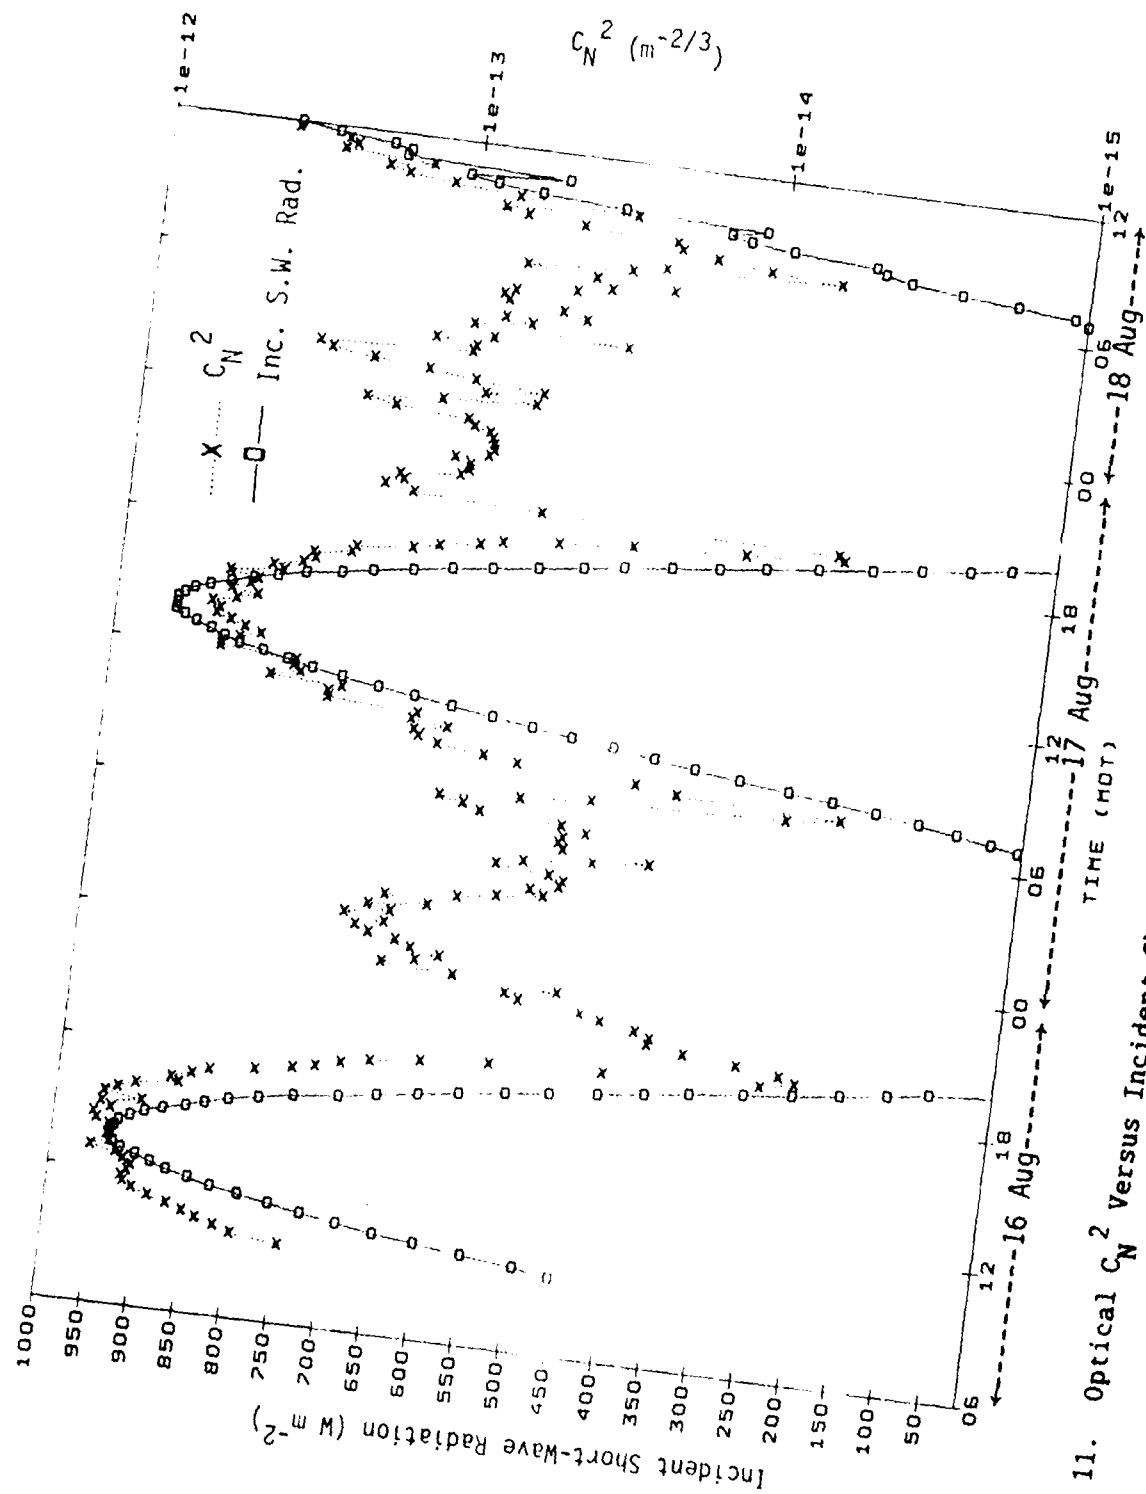 C_N^2 (m^-2/3)
1e-12
1e-13
1e-14
1e-15
x C_N^2
Inc. S.W. Rad.
1000
950
900
850
800
750
700
650
600
550
500
450
400
350
300
250
200
150
100
50
Incident Short-Wave Radiation (W m^-2)
06
12
18
00
06
12
18
00
06
12
<-------16 Aug------->
<-------17 Aug------->
<-------18 Aug------->
TIME (MDT)
11. Optical C_N^2 Versus Incident